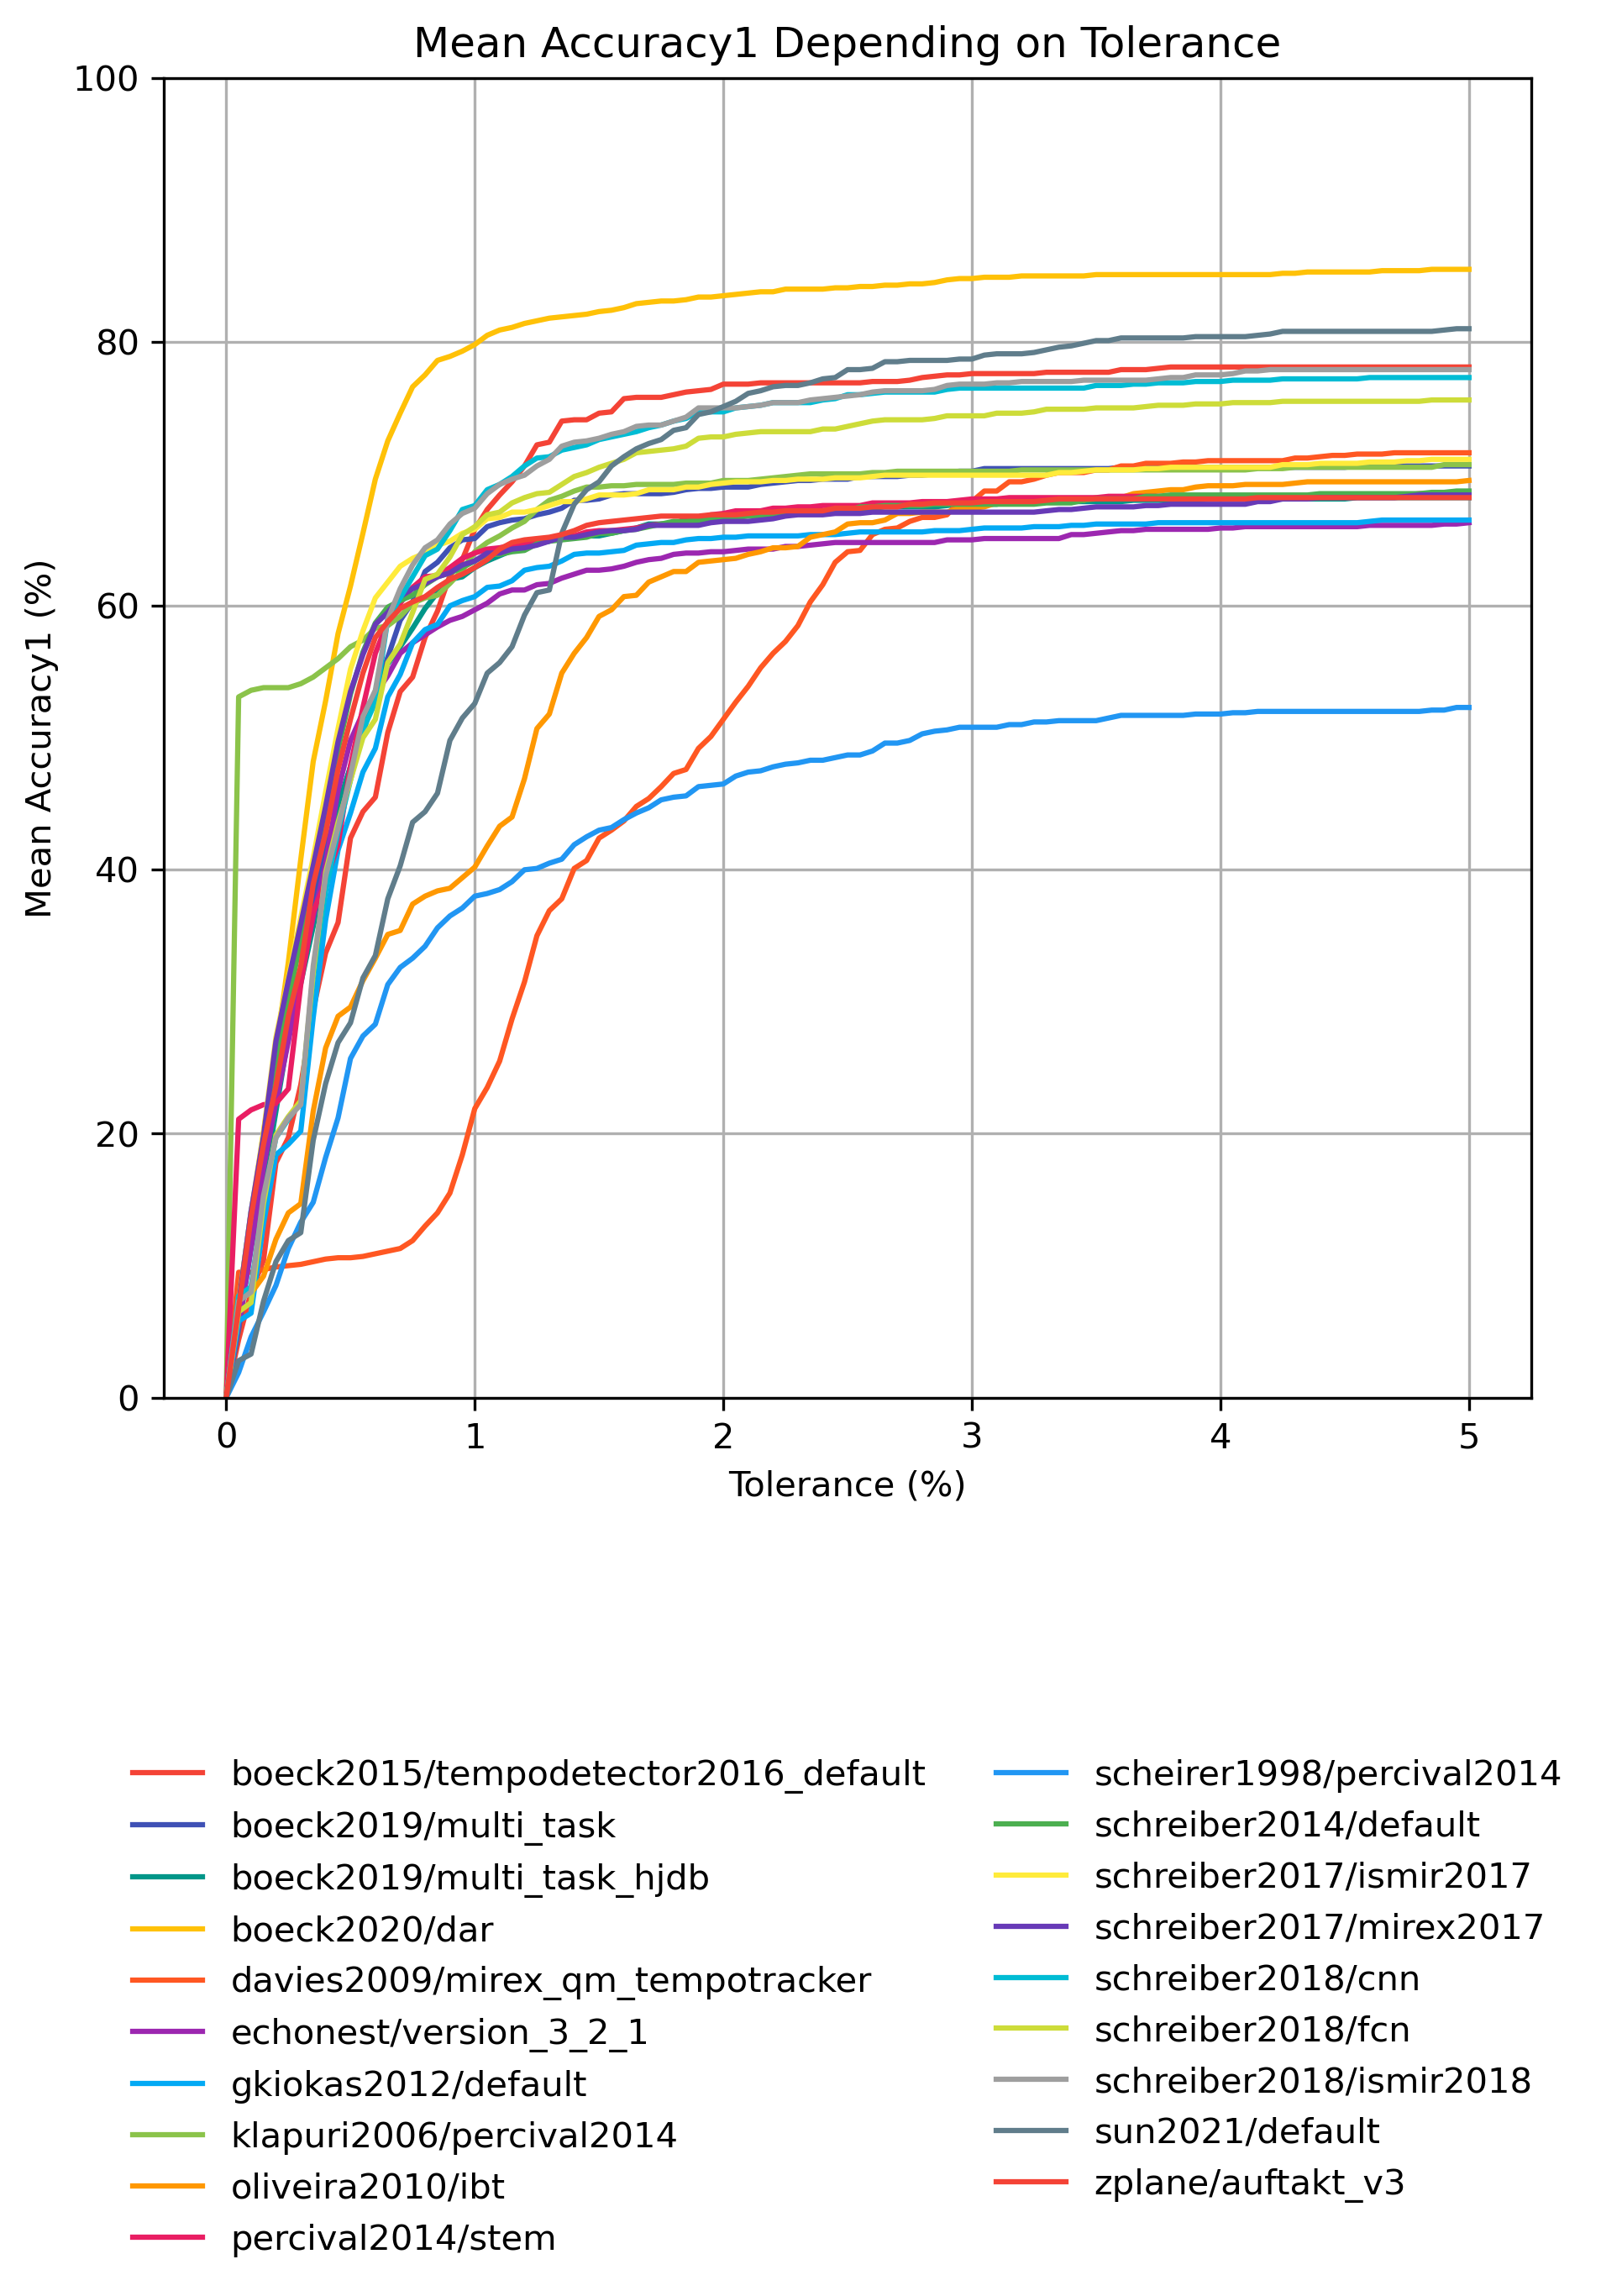 Mean Accuracy1 Depending on Tolerance
100
80
60
40
20
0
Mean Accuracy1 (%)
0 1 2 3 4 5
Tolerance (%)
boeck2015/tempodetector2016_default
boeck2019/multi_task
boeck2019/multi_task_hjdb
boeck2020/dar
davies2009/mirex_qm_tempotracker
echonest/version_3_2_1
gkiokas2012/default
klapuri2006/percival2014
oliveira2010/ibt
percival2014/stem
scheirer1998/percival2014
schreiber2014/default
schreiber2017/ismir2017
schreiber2017/mirex2017
schreiber2018/cnn
schreiber2018/fcn
schreiber2018/ismir2018
sun2021/default
zplane/auftakt_v3